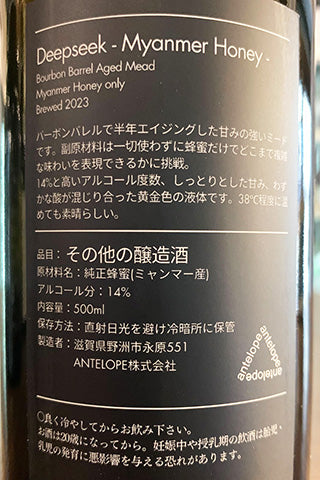 Deepseek - Myanmer Honey -
Bourbon Barrel Aged Mead
Myanmer Honey only
Brewed 2023
バーボンバレルで半年エイジングした甘みの強いミード
です。副原材料は一切使わずに蜂蜜だけでどこまで複雑
な味わいを表現できるかに挑戦。
14%と高いアルコール度数、しっとりとした甘み、わず
かな酸が混じり合った黄金色の液体です。38℃程度に温
めても素晴らしい。
品目：その他の醸造酒
原材料名：純正蜂蜜(ミャンマー産)
アルコール分：14%
内容量：500ml
保存方法：直射日光を避け冷暗所に保管
製造者：滋賀県野洲市永原551
ANTELOPE株式会社
antelope antelope antelope
○良く冷やしてからお飲み下さい。
お酒は20歳になってから。妊娠中や授乳期の飲酒は胎児・
乳児の発育に悪影響を与える恐れがあります。